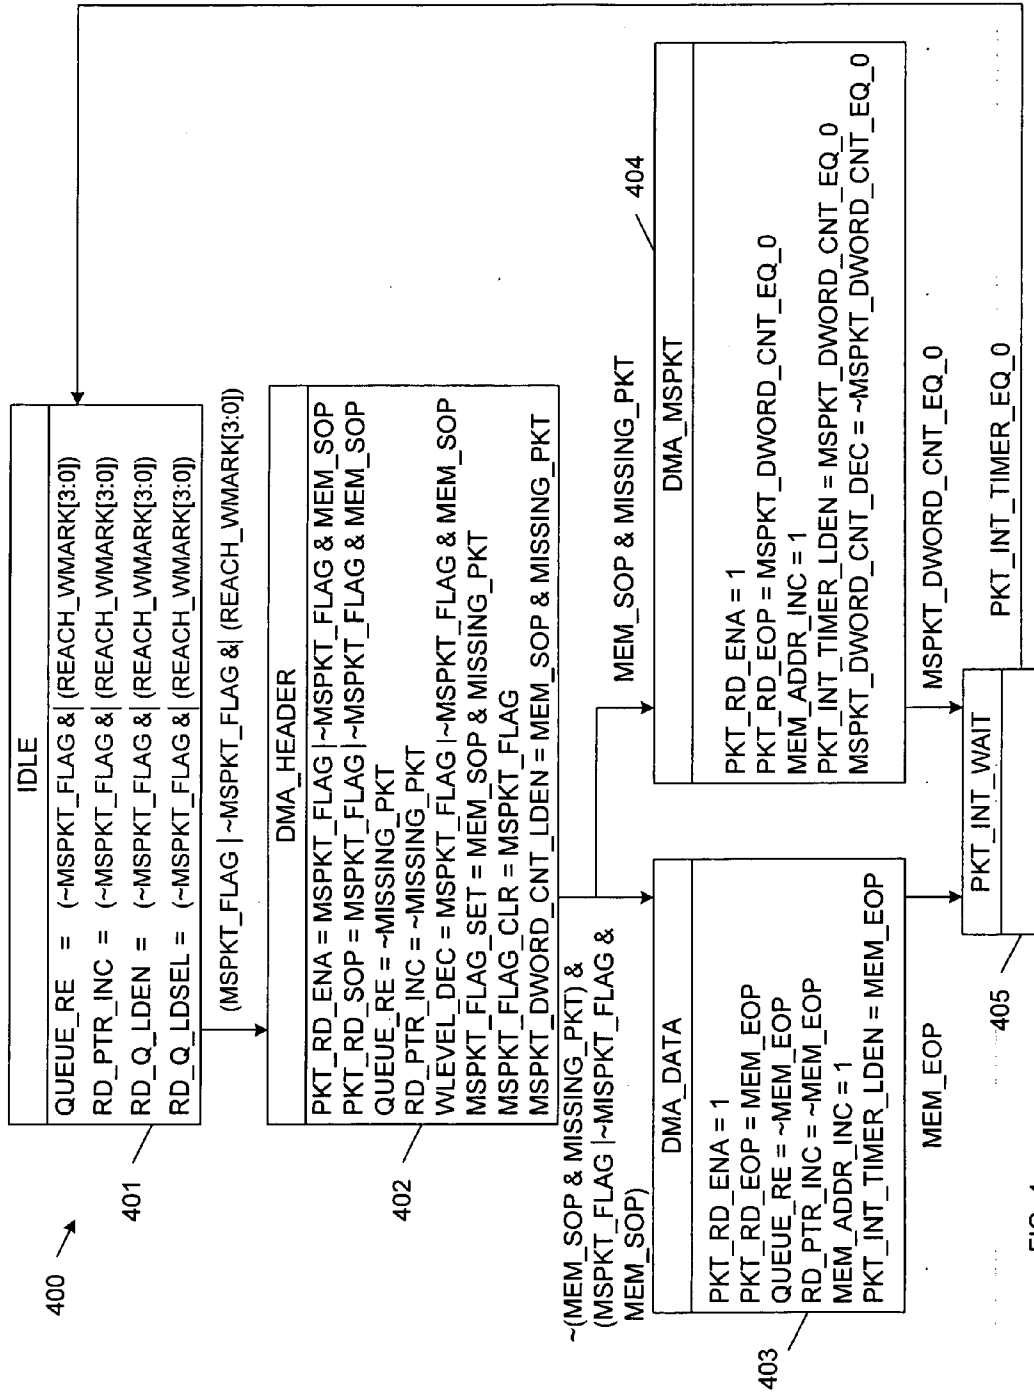 400
IDLE
QUEUE_RE = (~MSPKT_FLAG &| (REACH_WMARK[3:0])
RD_PTR_INC = (~MSPKT_FLAG &| (REACH_WMARK[3:0])
RD_Q_LDEN = (~MSPKT_FLAG &| (REACH_WMARK[3:0])
RD_Q_LDSEL = (~MSPKT_FLAG &| (REACH_WMARK[3:0])
401
(MSPKT_FLAG | ~MSPKT_FLAG &| (REACH_WMARK[3:0])
DMA_HEADER
PKT_RD_ENA = MSPKT_FLAG |~MSPKT_FLAG & MEM_SOP
PKT_RD_SOP = MSPKT_FLAG |~MSPKT_FLAG & MEM_SOP
QUEUE_RE = ~MISSING_PKT
RD_PTR_INC = ~MISSING_PKT
WLEVEL_DEC = MSPKT_FLAG |~MSPKT_FLAG & MEM_SOP
MSPKT_FLAG_SET = MEM_SOP & MISSING_PKT
MSPKT_FLAG_CLR = MSPKT_FLAG
MSPKT_DWORD_CNT_LDEN = MEM_SOP & MISSING_PKT
402
~(MEM_SOP & MISSING_PKT) &
(MSPKT_FLAG |~MISPKT_FLAG &
MEM_SOP)
MEM_SOP & MISSING_PKT
DMA_DATA
PKT_RD_ENA = 1
PKT_RD_EOP = MEM_EOP
QUEUE_RE = ~MEM_EOP
RD_PTR_INC = ~MEM_EOP
MEM_ADDR_INC = 1
PKT_INT_TIMER_LDEN = MEM_EOP
403
DMA_MSPKT
PKT_RD_ENA = 1
PKT_RD_EOP = MSPKT_DWORD_CNT_EQ_0
MEM_ADDR_INC = 1
PKT_INT_TIMER_LDEN = MSPKT_DWORD_CNT_EQ_0
MSPKT_DWORD_CNT_DEC = ~MSPKT_DWORD_CNT_EQ_0
404
MEM_EOP
MSPKT_DWORD_CNT_EQ_0
PKT_INT_WAIT
405
PKT_INT_TIMER_EQ_0